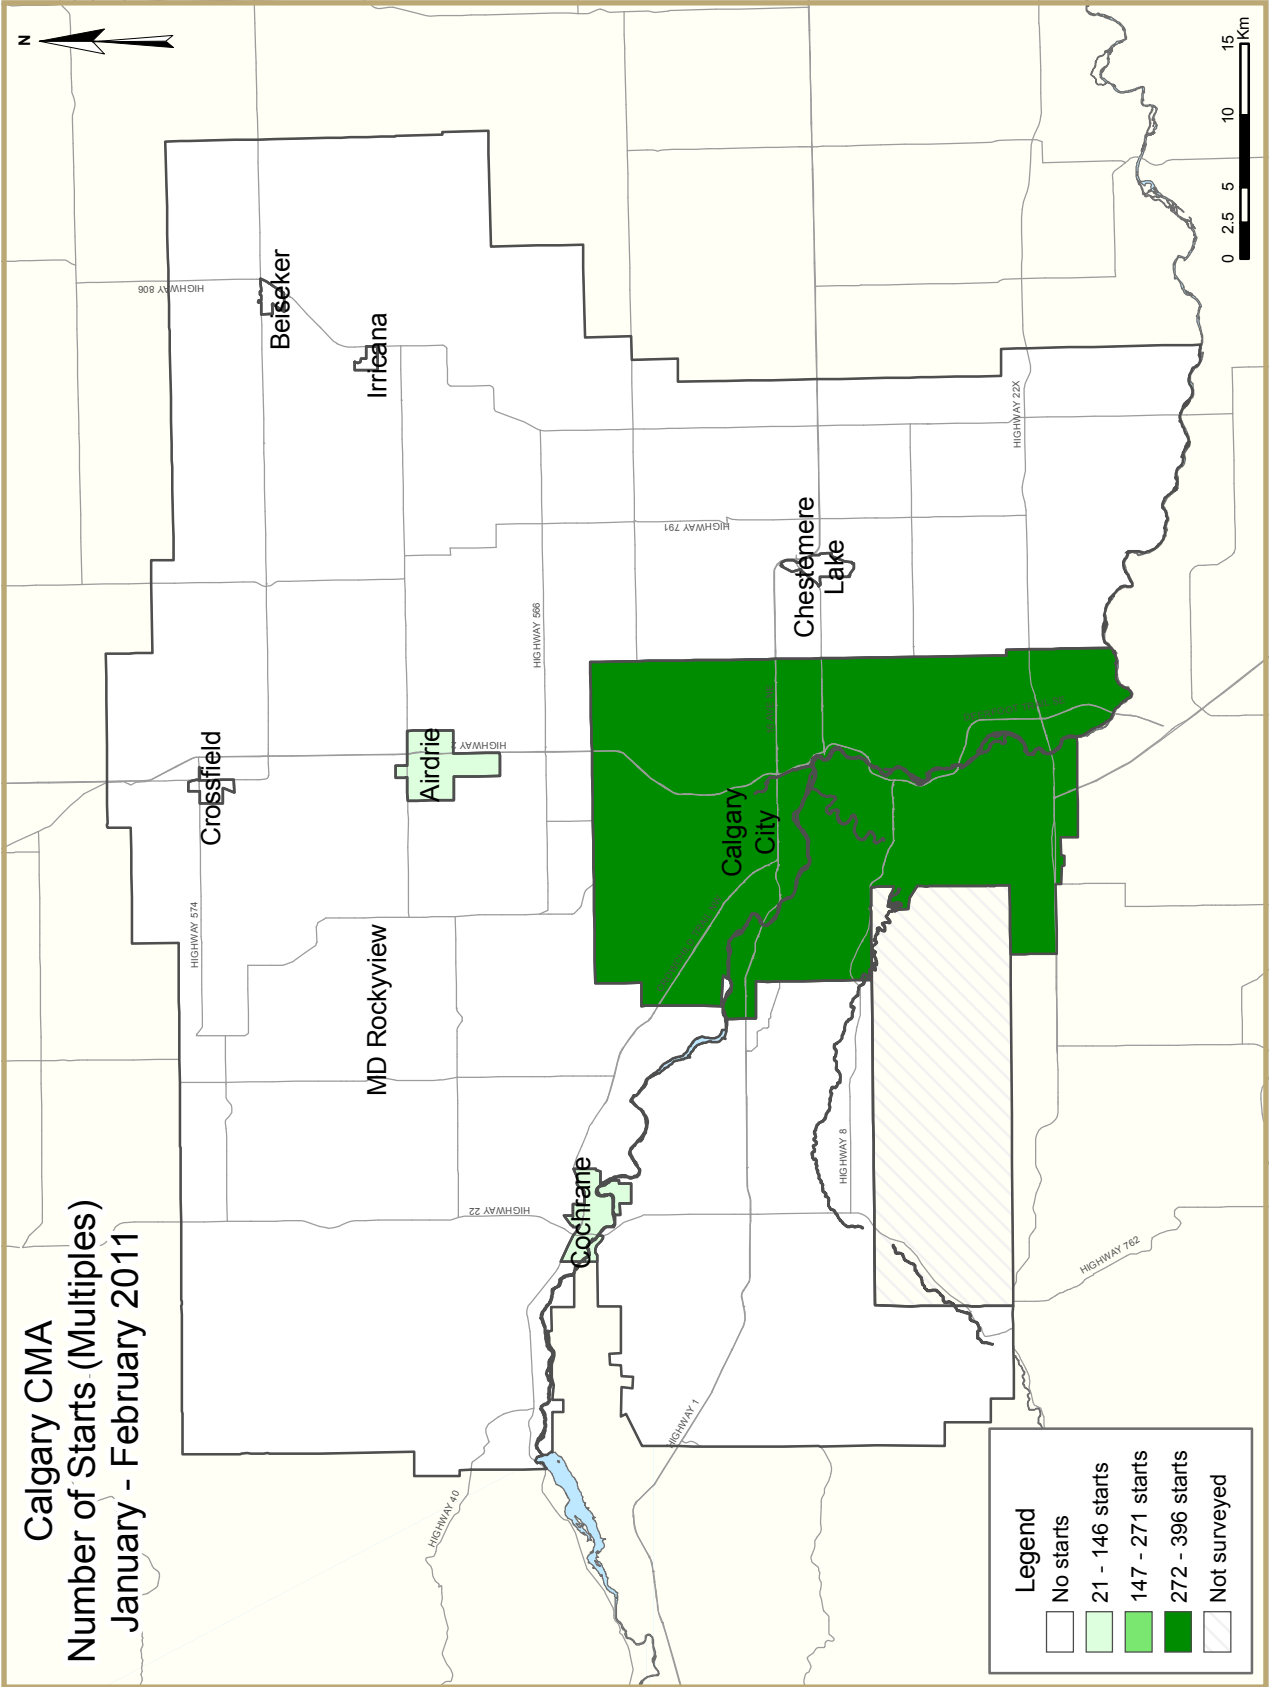 Calgary CMA
Number of Starts (Multiples)
January - February 2011
N
HIGHWAY 806
Beiseker
Irricana
Crossfield
HIGHWAY 574
Airdrie
HIGHWAY 2
HIGHWAY 566
HIGHWAY 791
MD Rockyview
HIGHWAY 22
Cochrane
HIGHWAY 40
HIGHWAY 1
Calgary
City
Chestemere
Lake
HIGHWAY 22X
HIGHWAY 8
HIGHWAY 762
Legend
No starts
21 - 146 starts
147 - 271 starts
272 - 396 starts
Not surveyed
0 2.5 5 10 15
Km